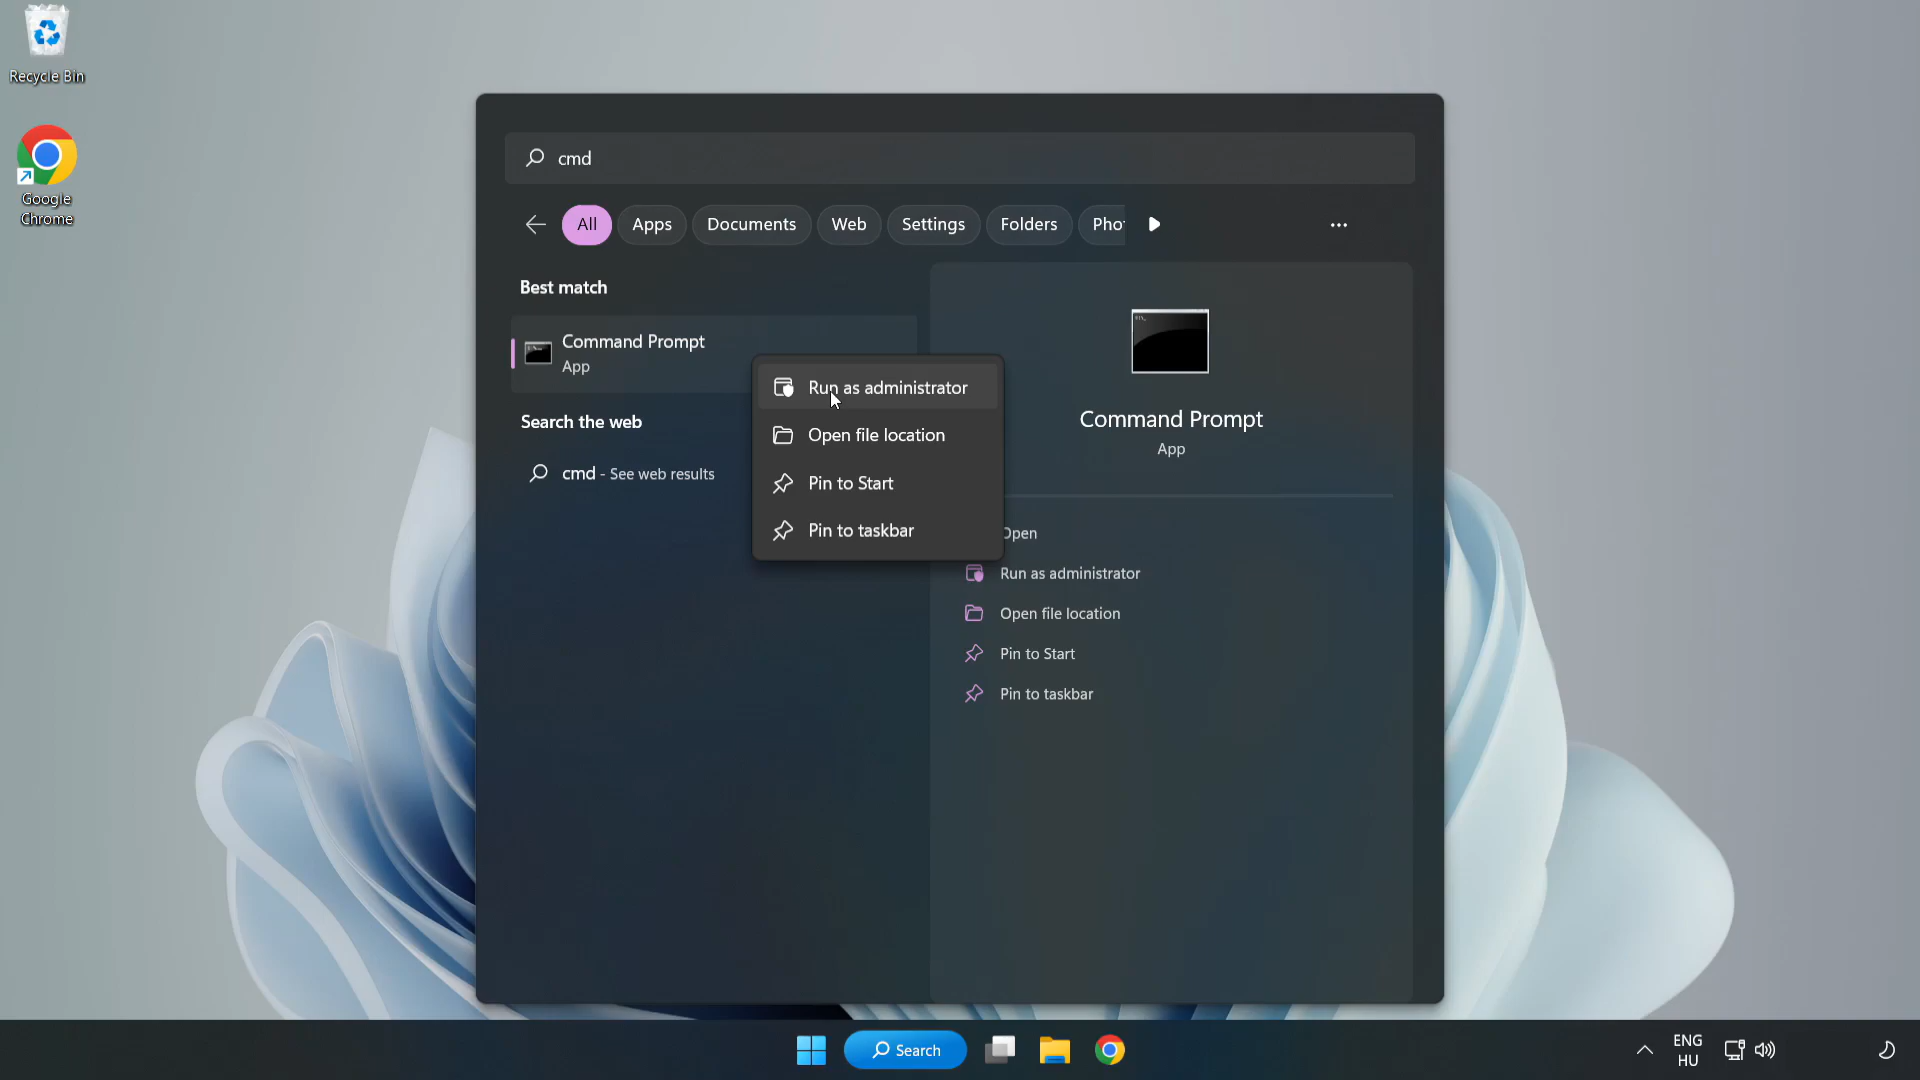 Recycle Bin
Google
Chrome
cmd
All
Apps
Documents
Web
Settings
Folders
Pho
Best match
Command Prompt
App
Search the web
cmd - See web results
Run as administrator
Open file location
Pin to Start
Pin to taskbar
Command Prompt
App
Open
Run as administrator
Open file location
Pin to Start
Pin to taskbar
Search
ENG
HU